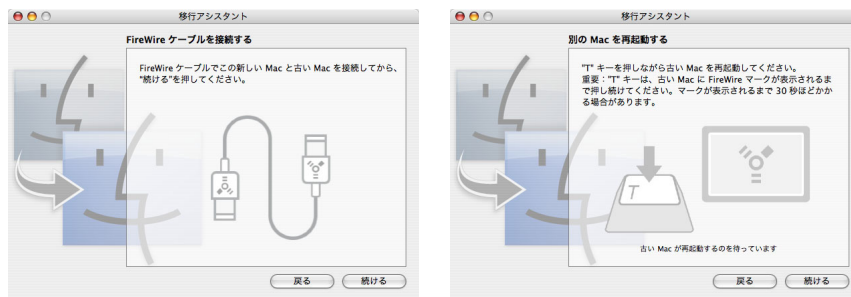 移行アシスタント
FireWire ケーブルを接続する
FireWire ケーブルでこの新しい Mac と古い Mac を接続してから、
"続ける"を押してください。
戻る
続ける
移行アシスタント
別の Mac を再起動する
"T" キーを押しながら古い Mac を再起動してください。
重要："T" キーは、古い Mac に FireWire マークが表示されるま
で押し続けてください。マークが表示されるまで 30 秒ほどかか
る場合があります。
T
古い Mac が再起動するのを待っています
戻る
続ける